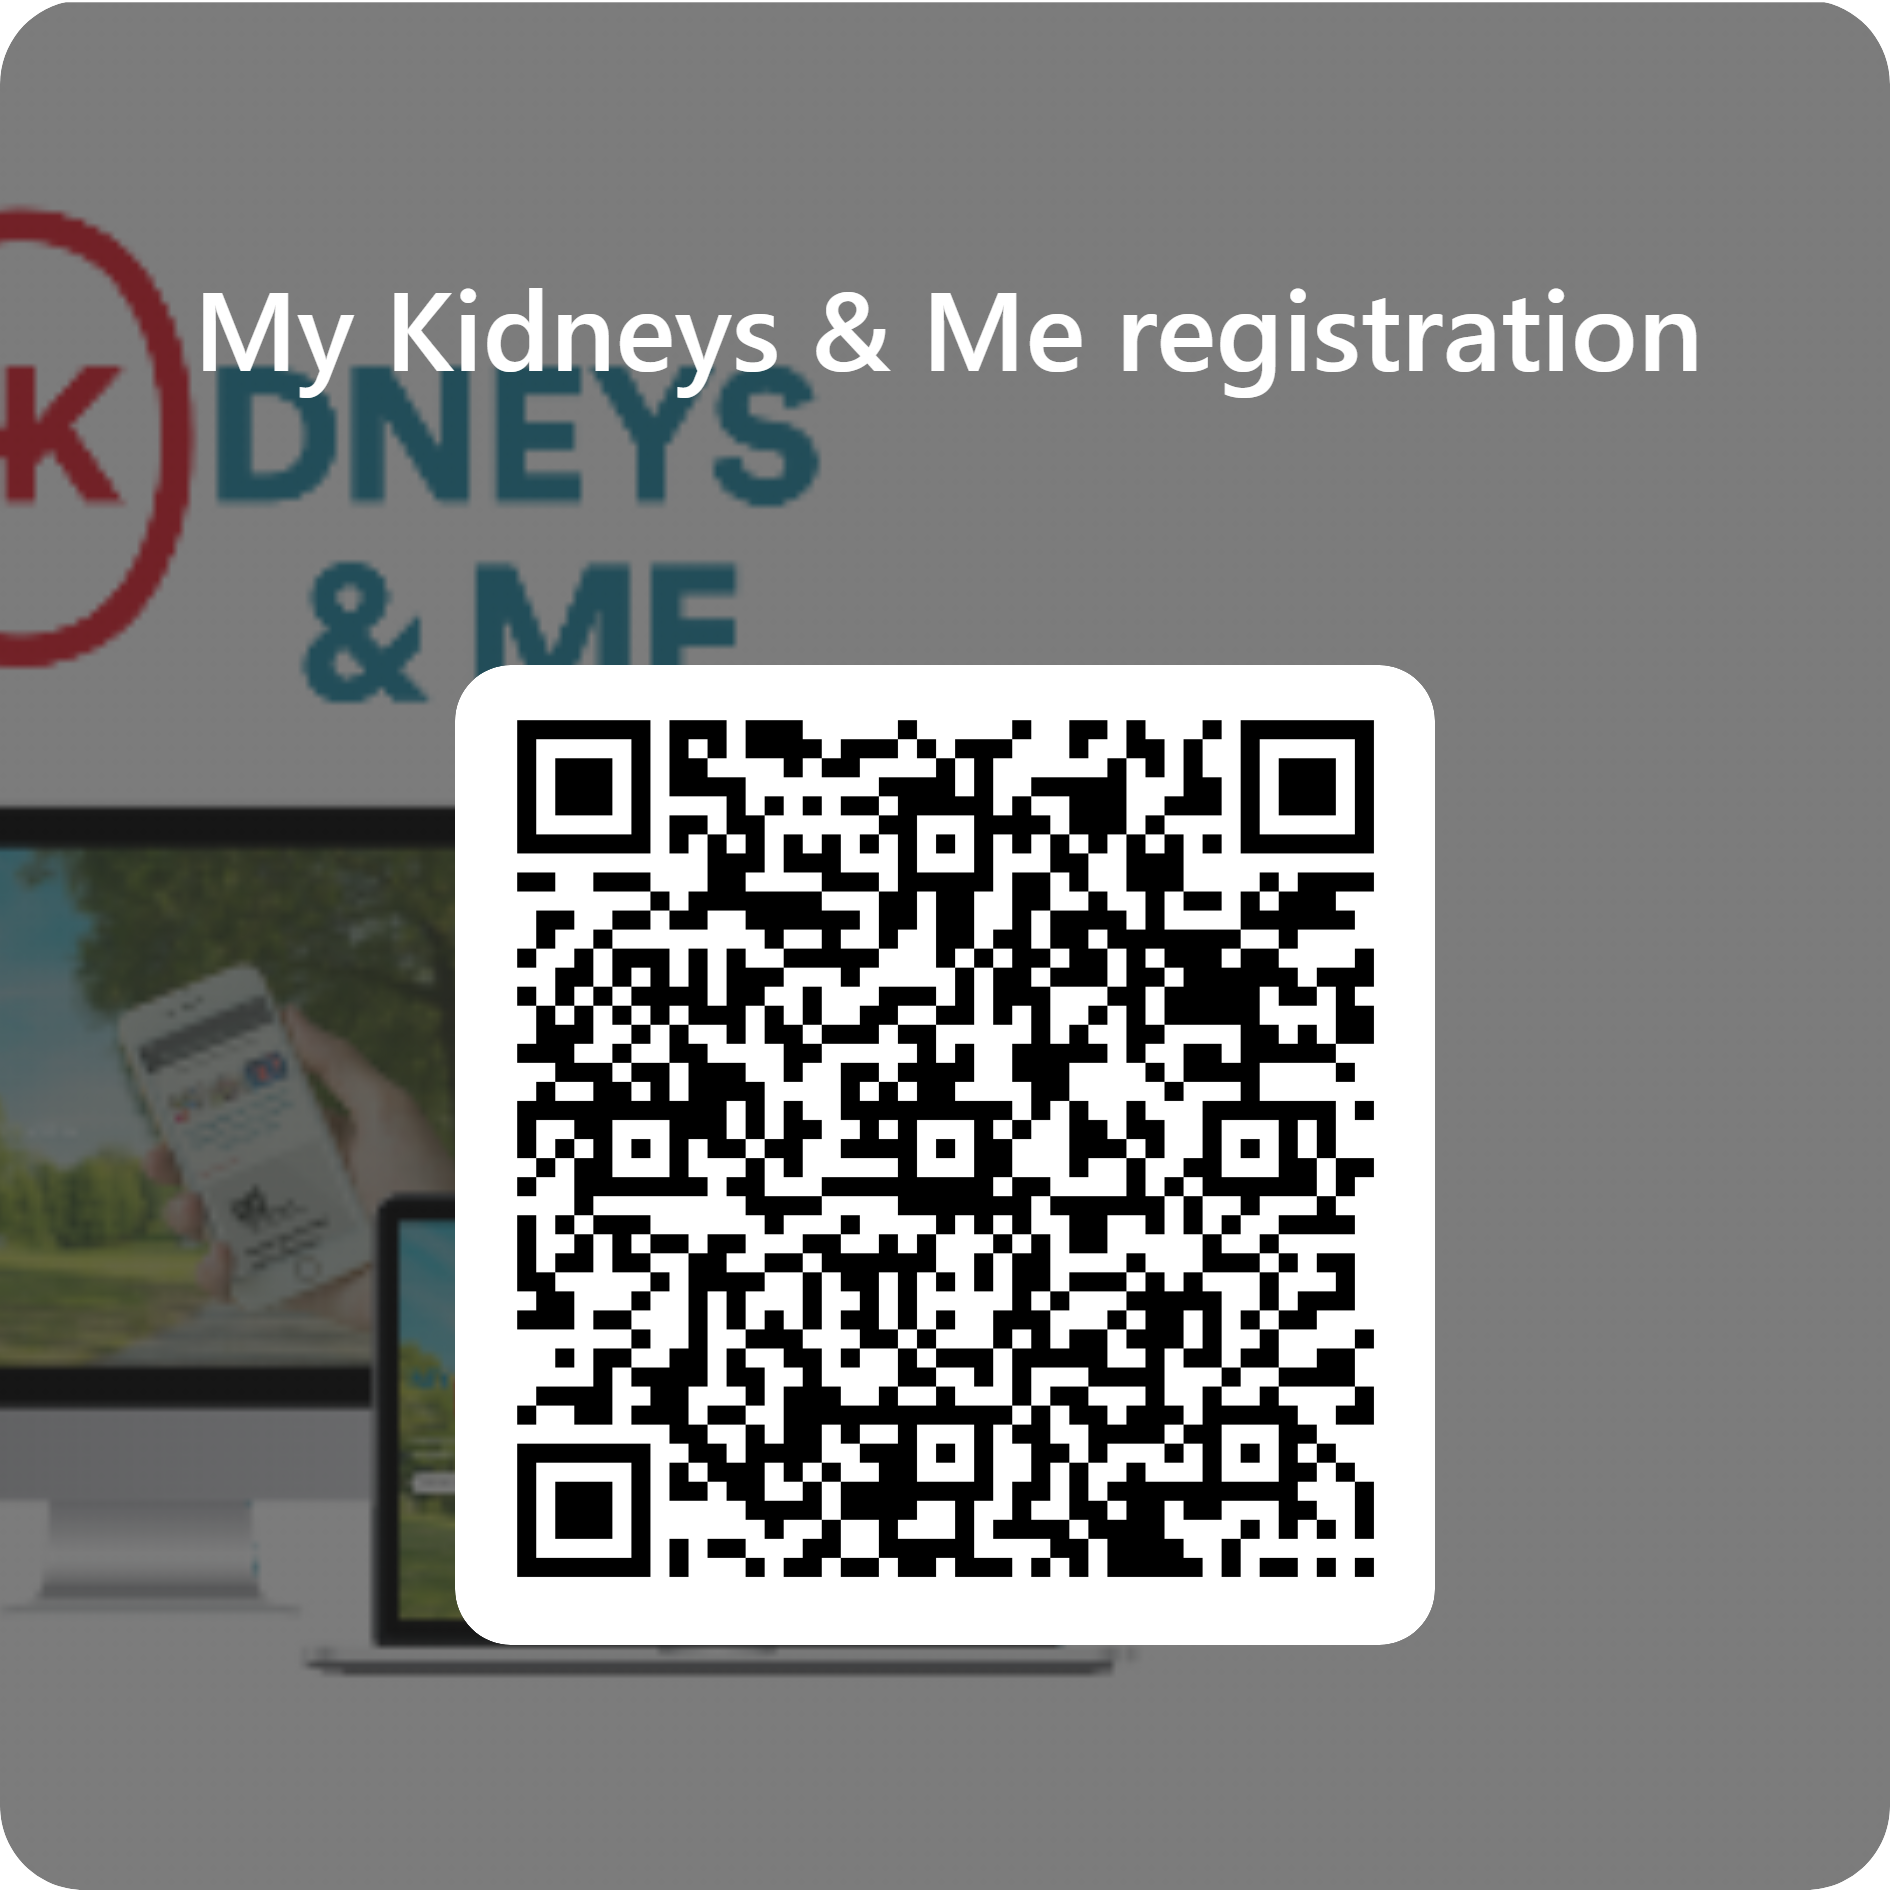 My Kidneys & Me registration
K DNEYS
& ME